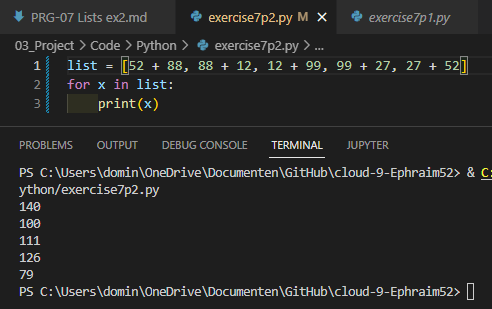 PRG-07 Lists ex2.md exercise7p2.py M exercise7p1.py
03_Project > Code > Python > exercise7p2.py > ...
1 list = [52 + 88, 88 + 12, 12 + 99, 99 + 27, 27 + 52]
2 for x in list:
3 print(x)
PROBLEMS OUTPUT DEBUG CONSOLE TERMINAL JUPYTER
PS C:\Users\domin\OneDrive\Documenten\GitHub\cloud-9-Ephraim52> & C:
ython/exercise7p2.py
140
100
111
126
79
PS C:\Users\domin\OneDrive\Documenten\GitHub\cloud-9-Ephraim52>